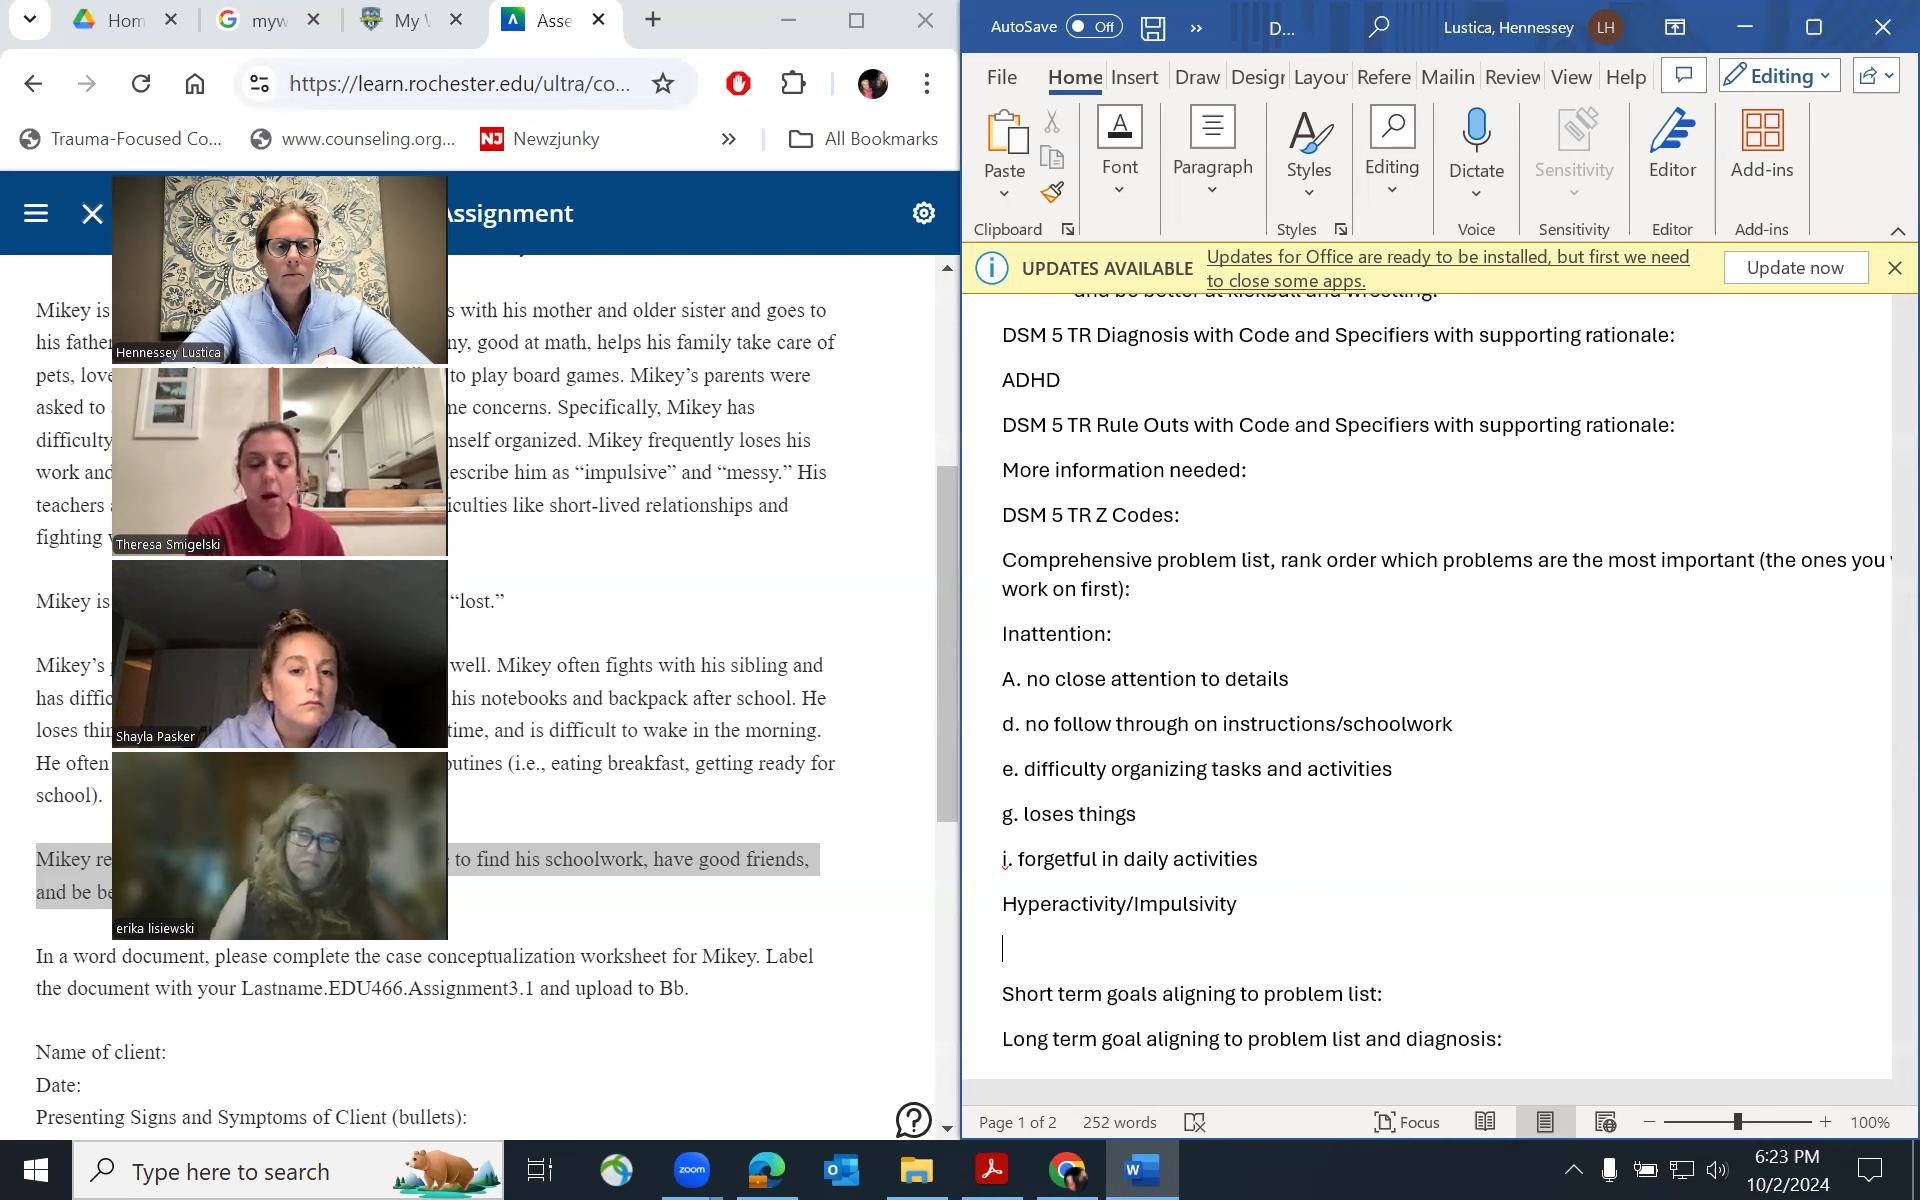 Hom
myw
My \
Asse
https://learn.rochester.edu/ultra/co...
Trauma-Focused Co...
www.counseling.org...
NJ
Newzjunky
All Bookmarks
Assignment
Mikey is
s with his mother and older sister and goes to
his father
ny, good at math, helps his family take care of
pets, love
to play board games. Mikey's parents were
asked to
me concerns. Specifically, Mikey has
difficulty
mself organized. Mikey frequently loses his
work and
describe him as “impulsive” and “messy.” His
teachers
iculties like short-lived relationships and
fighting
Mikey is
“lost.”
Mikey's
well. Mikey often fights with his sibling and
has diffic
his notebooks and backpack after school. He
loses thin
time, and is difficult to wake in the morning.
He often
outines (i.e., eating breakfast, getting ready for
school).
Mikey re
to find his schoolwork, have good friends,
and be be
In a word document, please complete the case conceptualization worksheet for Mikey. Label
the document with your Lastname.EDU466.Assignment3.1 and upload to Bb.
Name of client:
Date:
Presenting Signs and Symptoms of Client (bullets):
Hennessey Lustica
Theresa Smigelski
Shayla Pasker
erika lisiewski
AutoSave Off
D...
Lustica, Hennessey LH
File Home Insert Draw Design Layou Refere Mailin Review View Help
Editing
Paste
Font
Paragraph
Styles
Editing
Dictate
Sensitivity
Editor
Add-ins
Clipboard
Styles
Voice
Sensitivity
Editor
Add-ins
UPDATES AVAILABLE
Updates for Office are ready to be installed, but first we need
to close some apps.
Update now
and be better at kickball and wrestling.
DSM 5 TR Diagnosis with Code and Specifiers with supporting rationale:
ADHD
DSM 5 TR Rule Outs with Code and Specifiers with supporting rationale:
More information needed:
DSM 5 TR Z Codes:
Comprehensive problem list, rank order which problems are the most important (the ones you
work on first):
Inattention:
A. no close attention to details
d. no follow through on instructions/schoolwork
e. difficulty organizing tasks and activities
g. loses things
i. forgetful in daily activities
Hyperactivity/Impulsivity
Short term goals aligning to problem list:
Long term goal aligning to problem list and diagnosis:
Page 1 of 2
252 words
Focus
100%
Type here to search
zoom
6:23 PM
10/2/2024